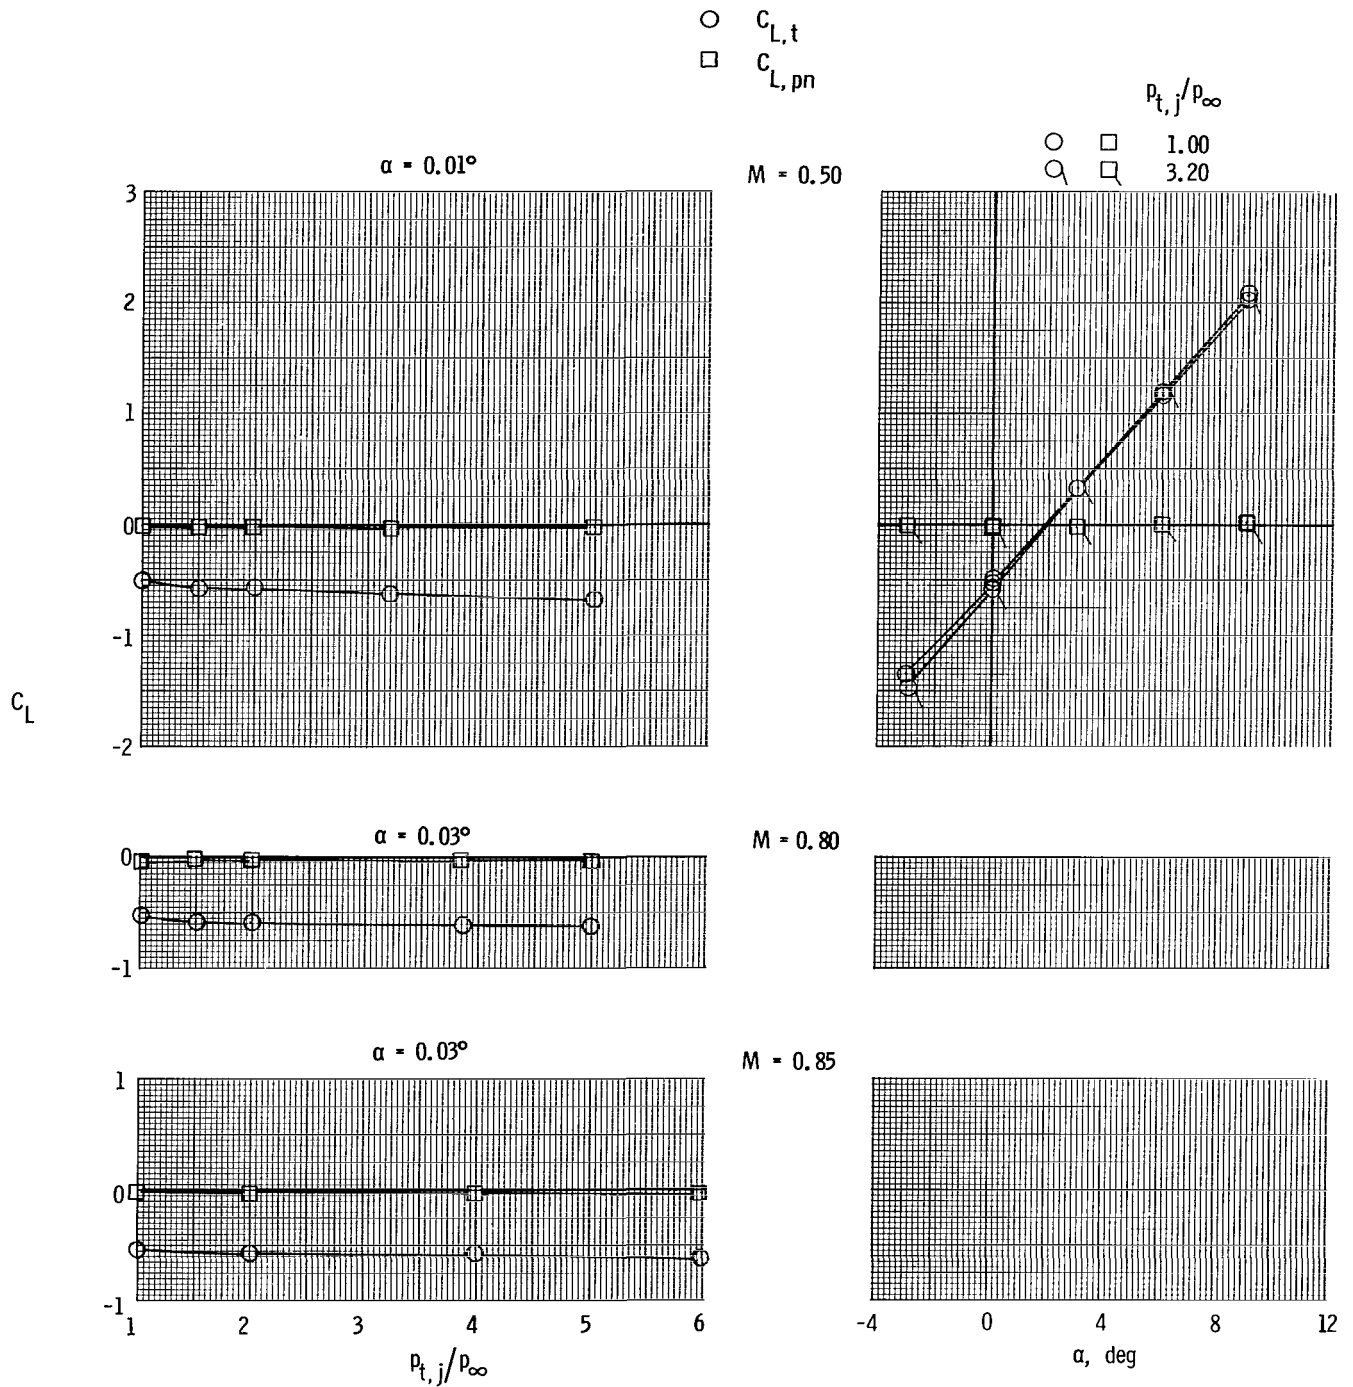 C_L,t
C_L,pn
p_t,j/p_∞
1.00
3.20
α = 0.01°
M = 0.50
3
2
1
0
-1
-2
C_L
α = 0.03°
M = 0.80
0
-1
α = 0.03°
M = 0.85
1
0
-1
1 2 3 4 5 6
p_t,j/p_∞
-4 0 4 8 12
α, deg